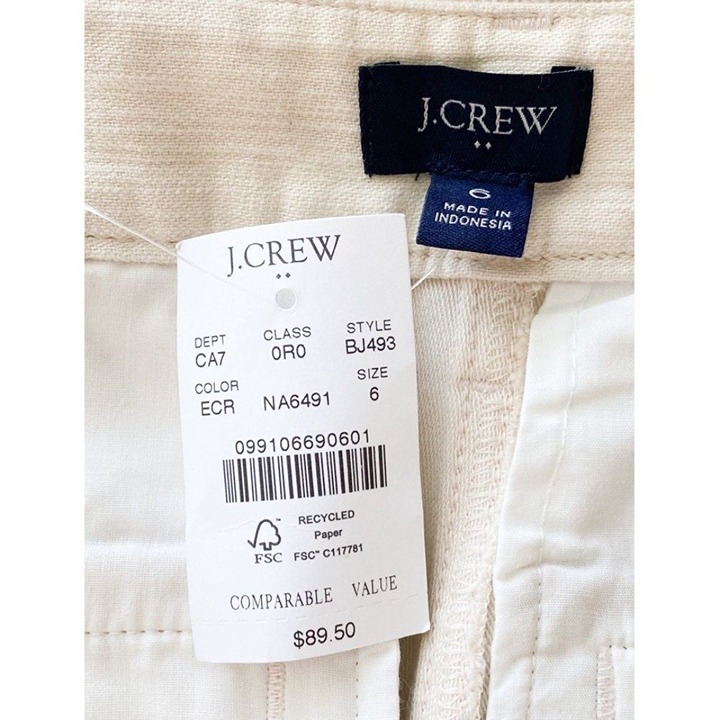 J.CREW
6
MADE IN
INDONESIA
J.CREW
DEPT CLASS STYLE
CA7 0R0 BJ493
COLOR SIZE
ECR NA6491 6
099106690601
RECYCLED
Paper
FSC FSC™ C117781
COMPARABLE VALUE
$89.50